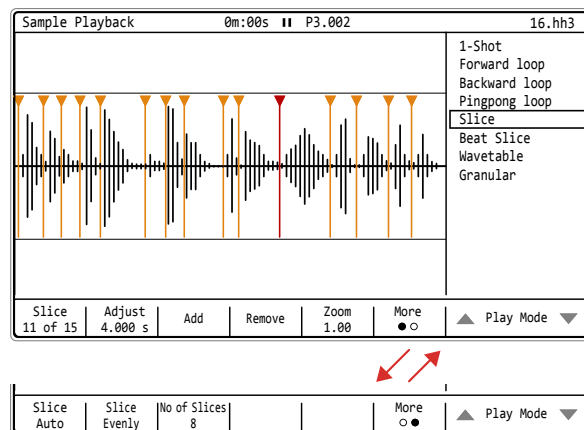 Sample Playback 0m:00s P3.002 16.hh3
1-Shot
Forward loop
Backward loop
Pingpong loop
Slice
Beat Slice
Wavetable
Granular
Slice Adjust Add Remove Zoom More Play Mode
11 of 15 4.000 s 1.00
Slice Slice No of Slices More Play Mode
Auto Evenly 8